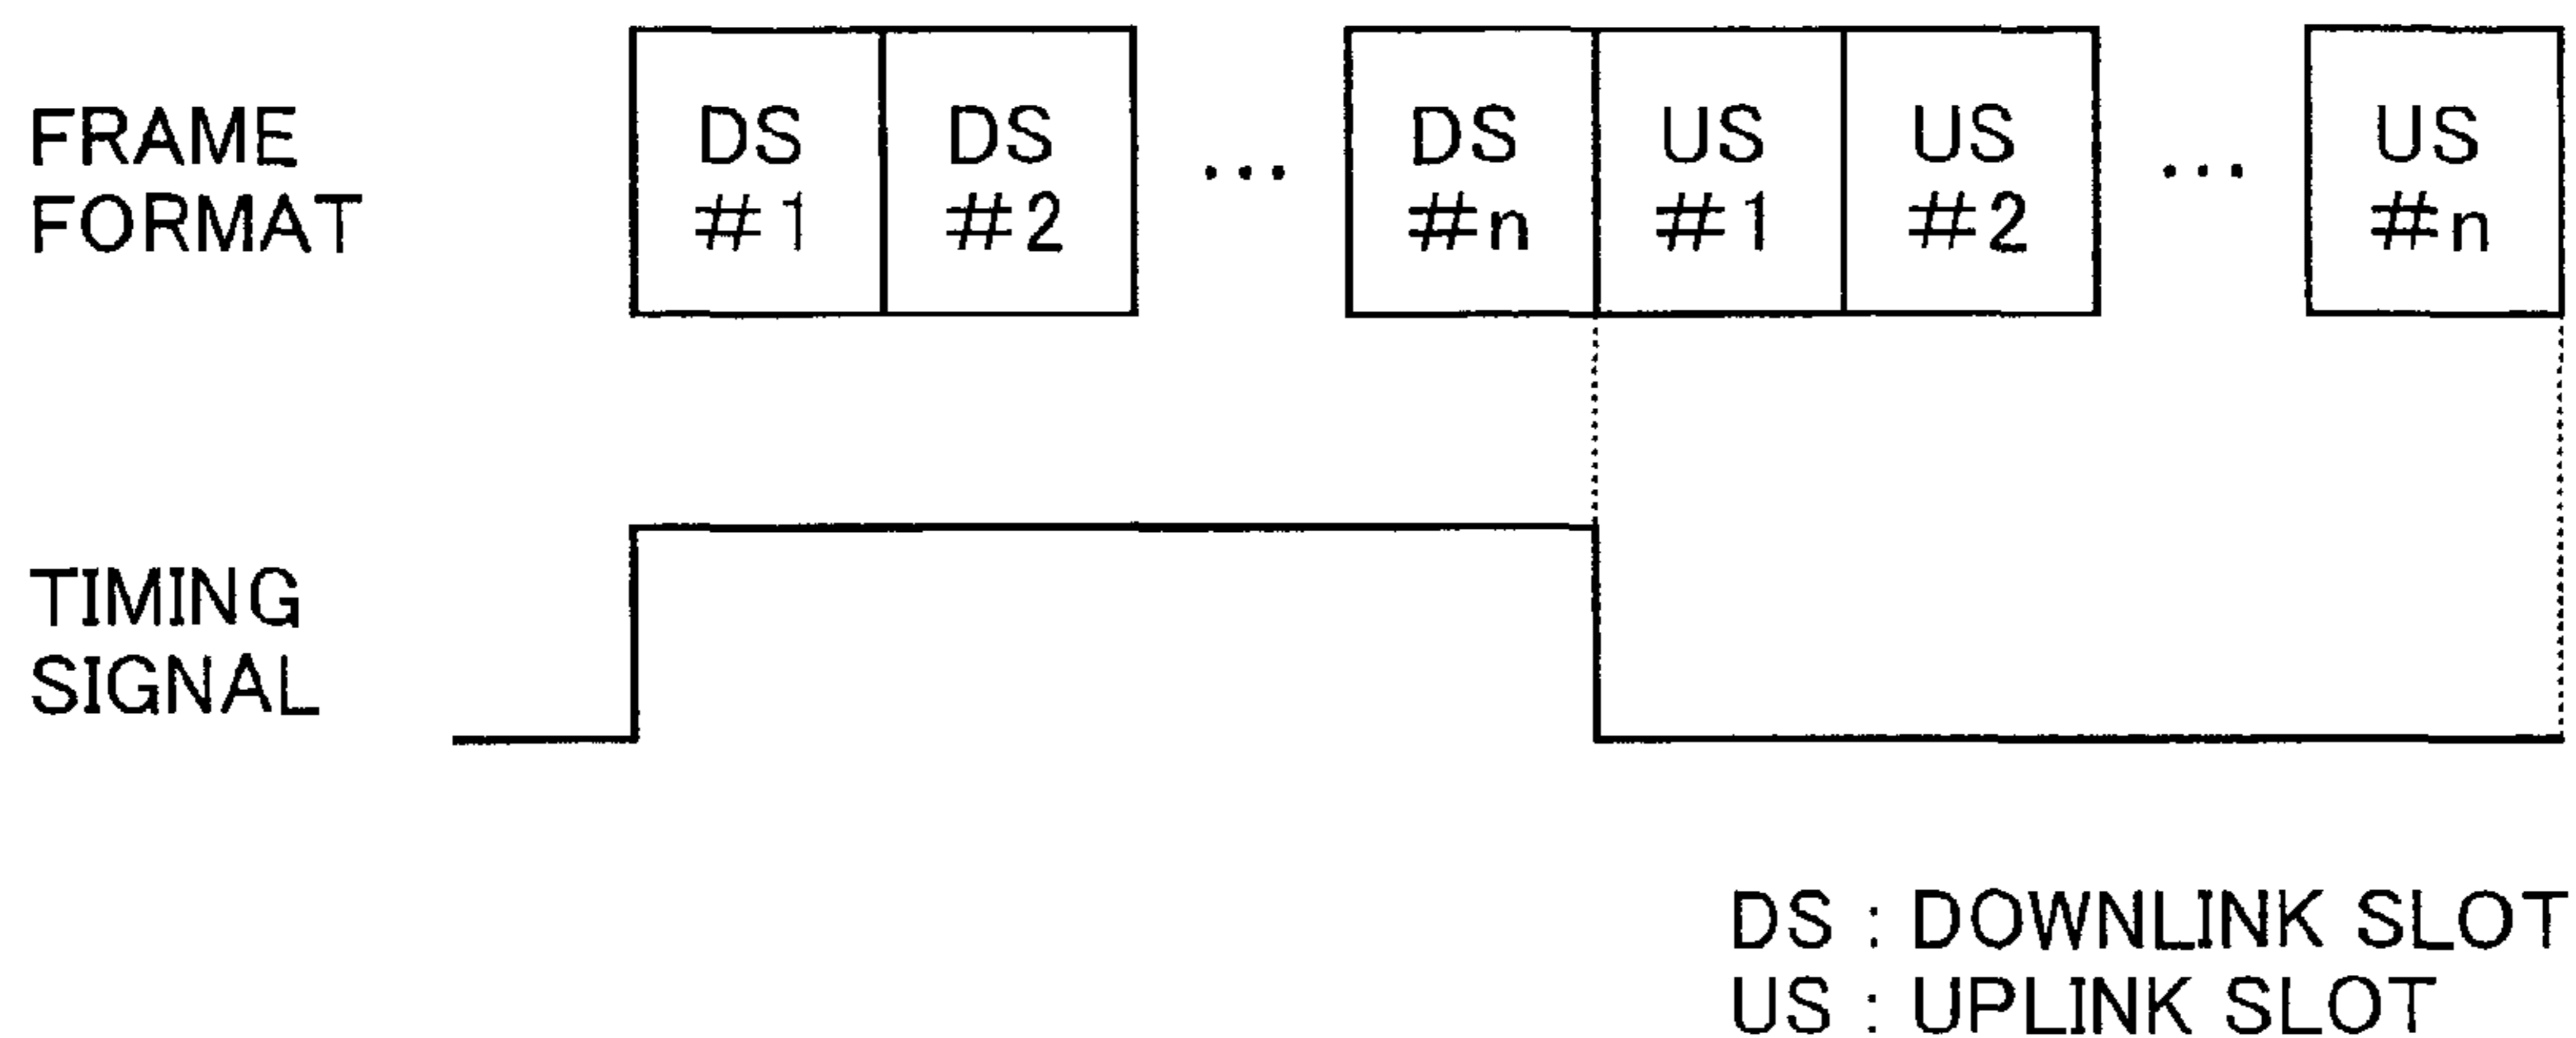 FRAME
FORMAT
DS
#1
DS
#2
...
DS
#n
US
#1
US
#2
...
US
#n
TIMING
SIGNAL
DS : DOWNLINK SLOT
US : UPLINK SLOT